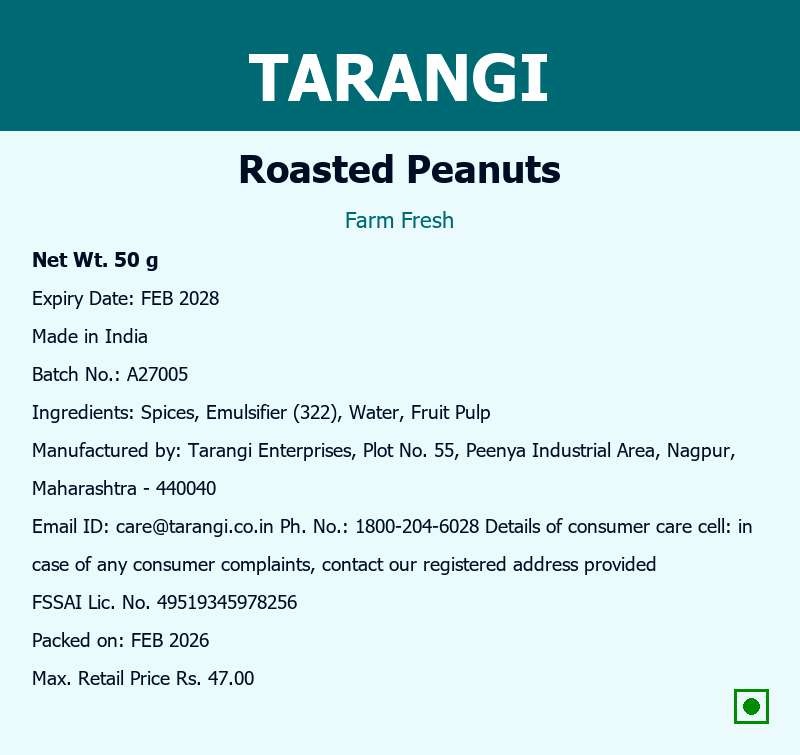 TARANGI
Roasted Peanuts
Farm Fresh
Net Wt. 50 g
Expiry Date: FEB 2028
Made in India
Batch No.: A27005
Ingredients: Spices, Emulsifier (322), Water, Fruit Pulp
Manufactured by: Tarangi Enterprises, Plot No. 55, Peenya Industrial Area, Nagpur,
Maharashtra - 440040
Email ID: care@tarangi.co.in Ph. No.: 1800-204-6028 Details of consumer care cell: in
case of any consumer complaints, contact our registered address provided
FSSAI Lic. No. 49519345978256
Packed on: FEB 2026
Max. Retail Price Rs. 47.00